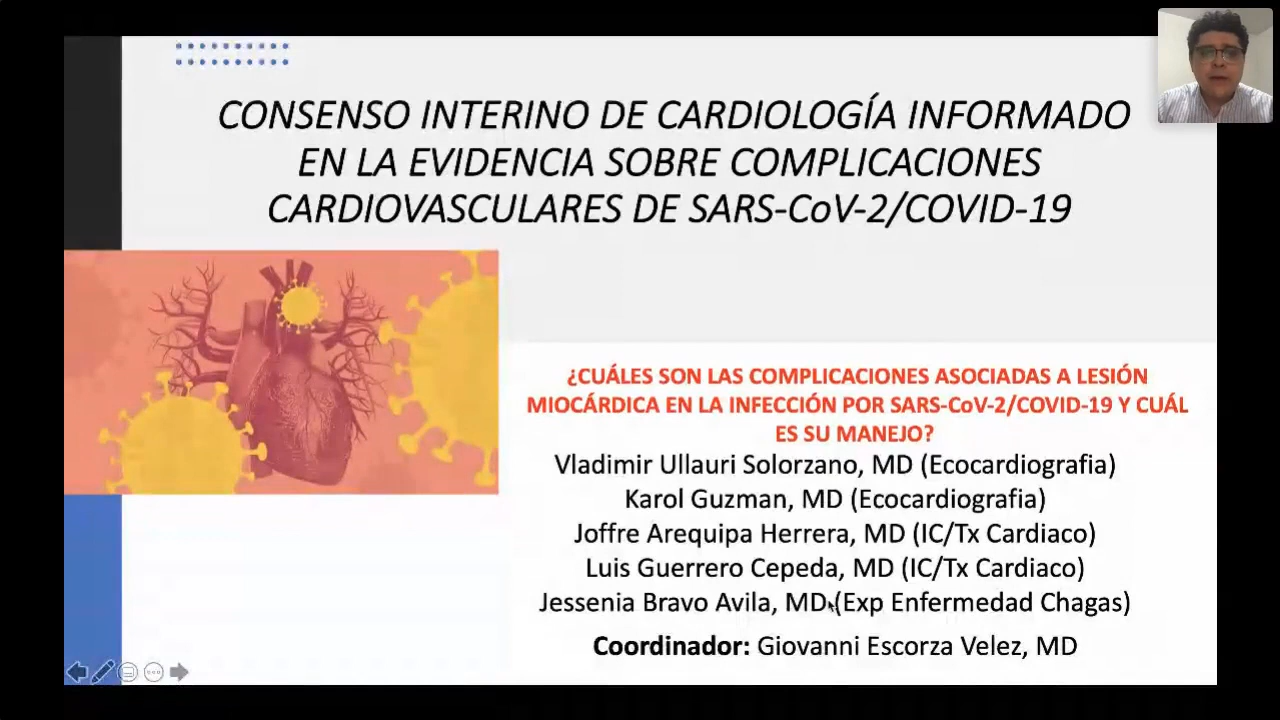 CONSENSO INTERINO DE CARDIOLOGÍA INFORMADO
EN LA EVIDENCIA SOBRE COMPLICACIONES
CARDIOVASCULARES DE SARS-CoV-2/COVID-19
¿CUÁLES SON LAS COMPLICACIONES ASOCIADAS A LESIÓN
MIOCÁRDICA EN LA INFECCIÓN POR SARS-CoV-2/COVID-19 Y CUÁL
ES SU MANEJO?
Vladimir Ullauri Solorzano, MD (Ecocardiografia)
Karol Guzman, MD (Ecocardiografia)
Joffre Arequipa Herrera, MD (IC/Tx Cardiaco)
Luis Guerrero Cepeda, MD (IC/Tx Cardiaco)
Jessenia Bravo Avila, MD (Exp Enfermedad Chagas)
Coordinador: Giovanni Escorza Velez, MD